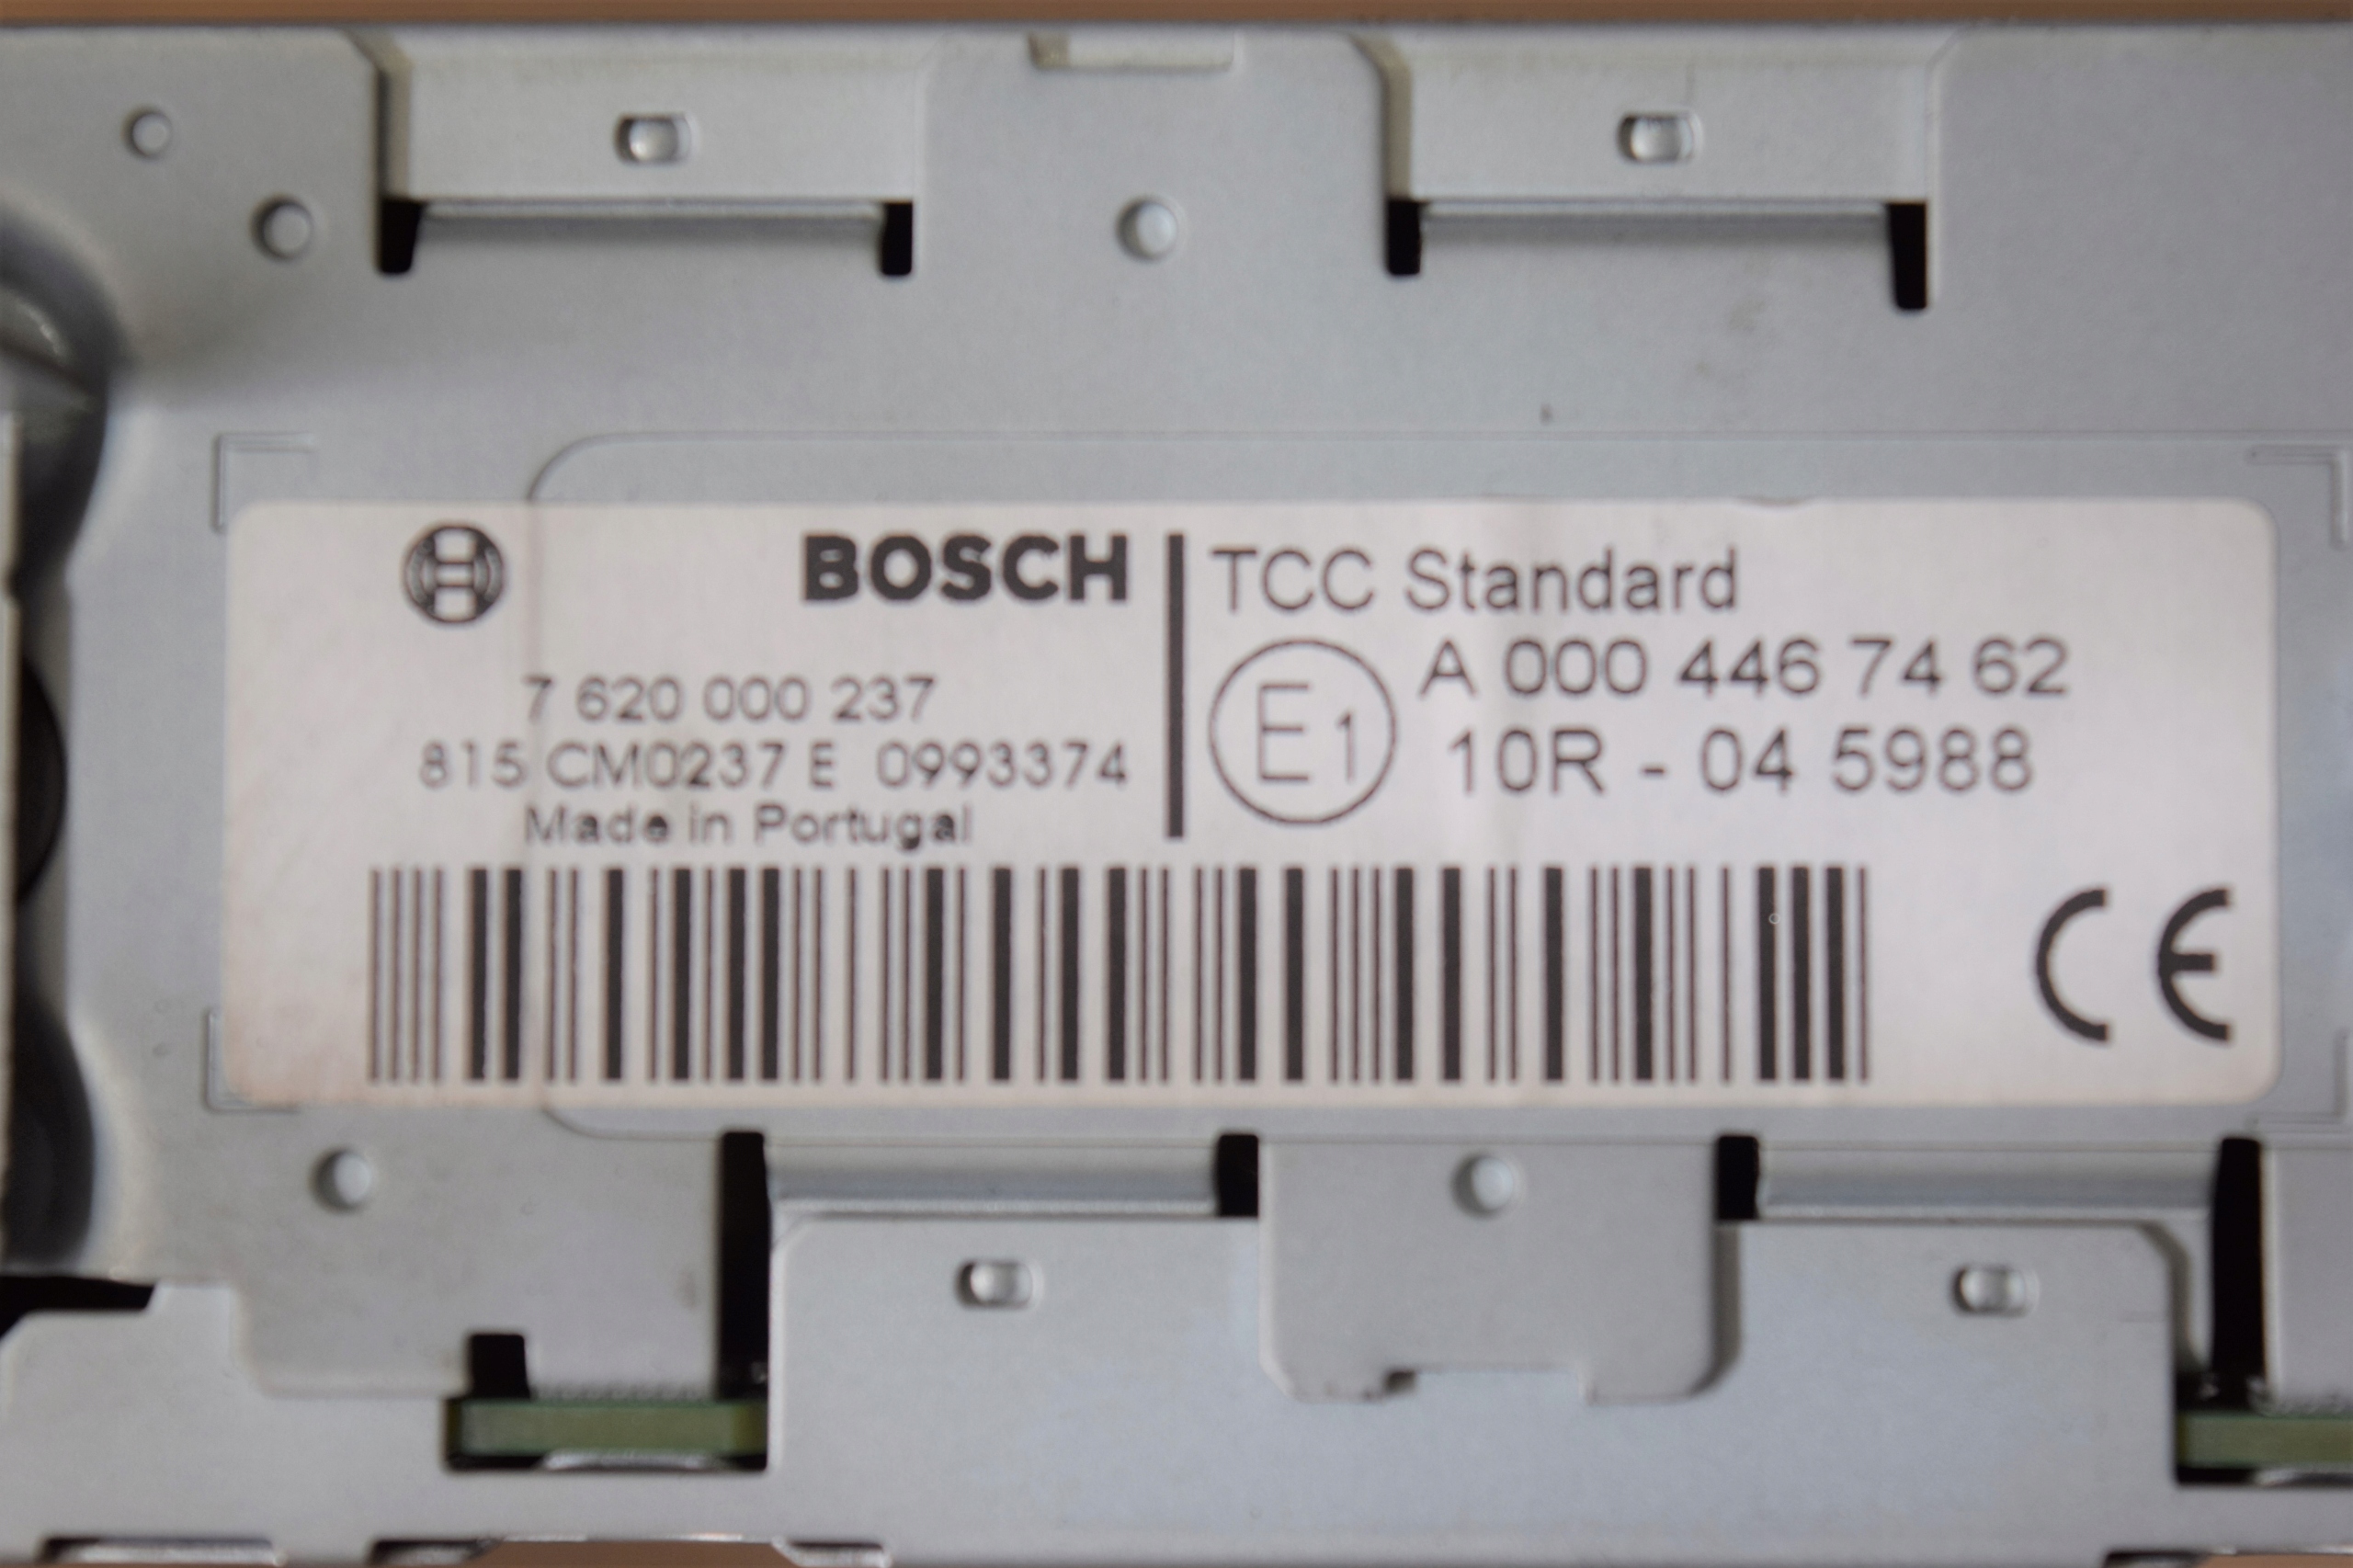 BOSCH
7 620 000 237
815 CM0237 E 0993374
Made in Portugal
TCC Standard
A 000 446 74 62
E1
10R - 04 5988
CE